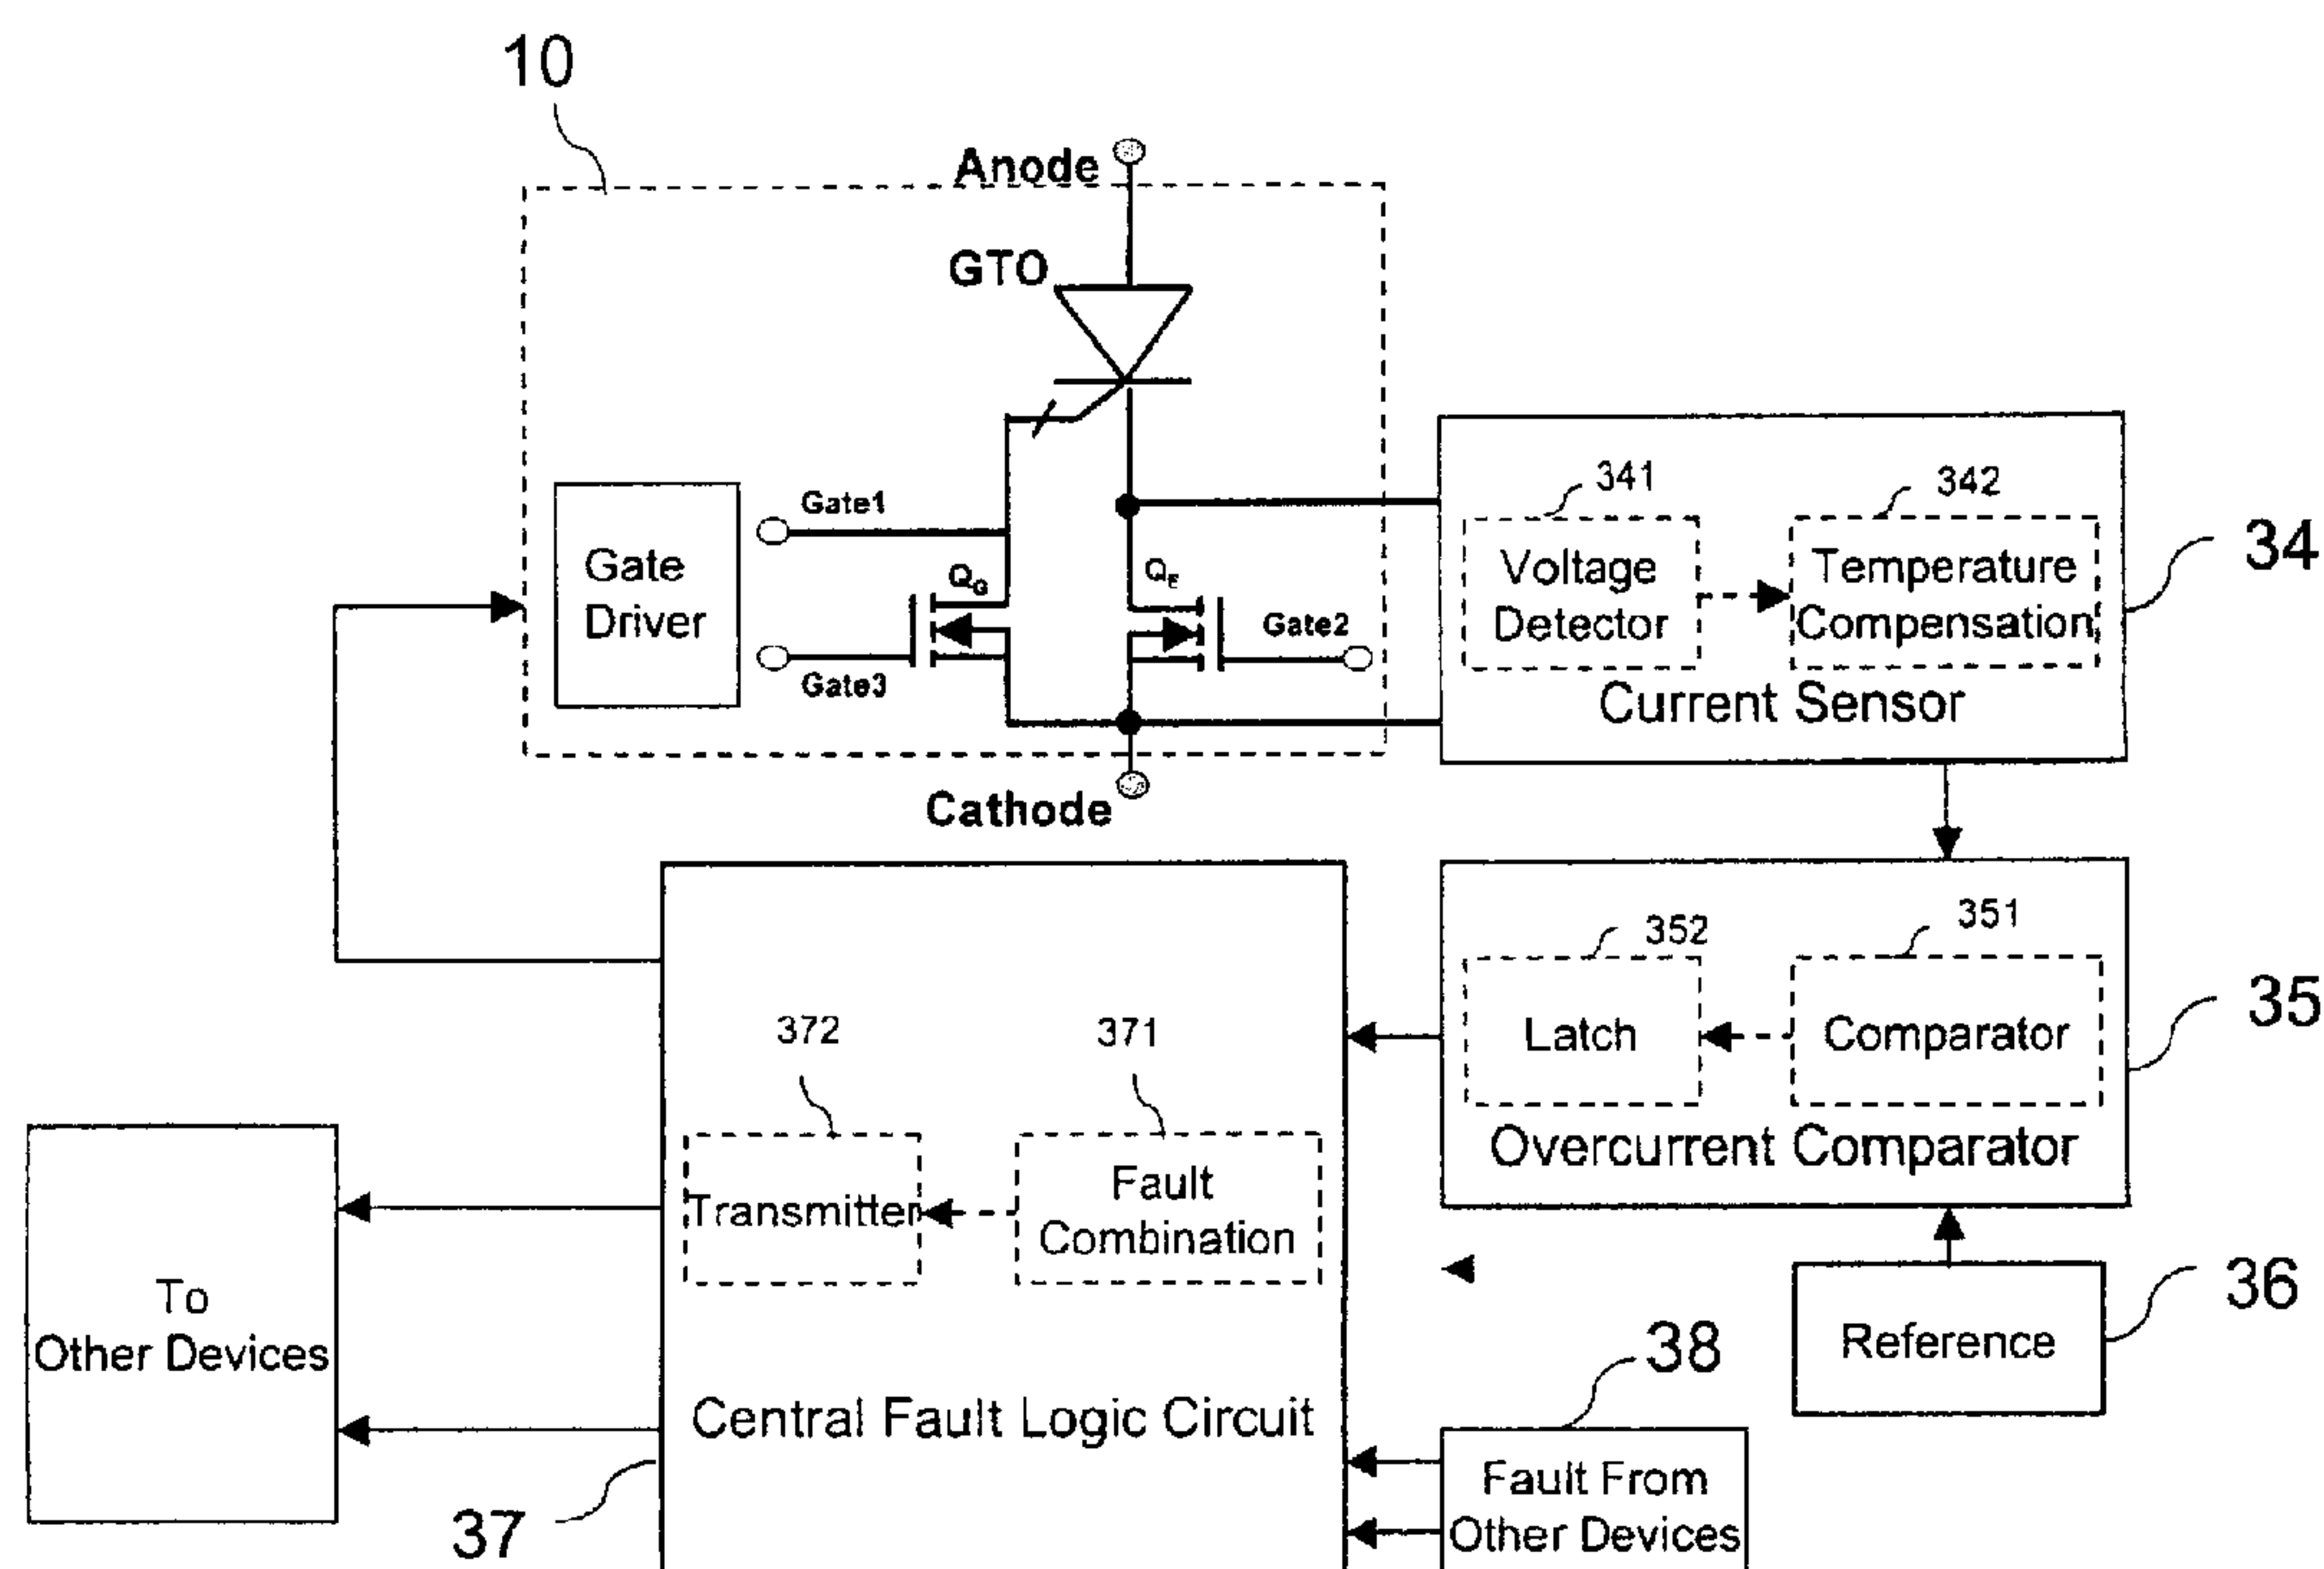 10
Anode
GTO
Gate1
Gate
Driver
Gate3
QG
QE
Gate2
Cathode
341
342
34
Voltage
Detector
Temperature
Compensation
Current Sensor
352
351
35
Latch
Comparator
Overcurrent Comparator
372
371
Transmitter
Fault
Combination
Central Fault Logic Circuit
37
To
Other Devices
36
Reference
38
Fault From
Other Devices